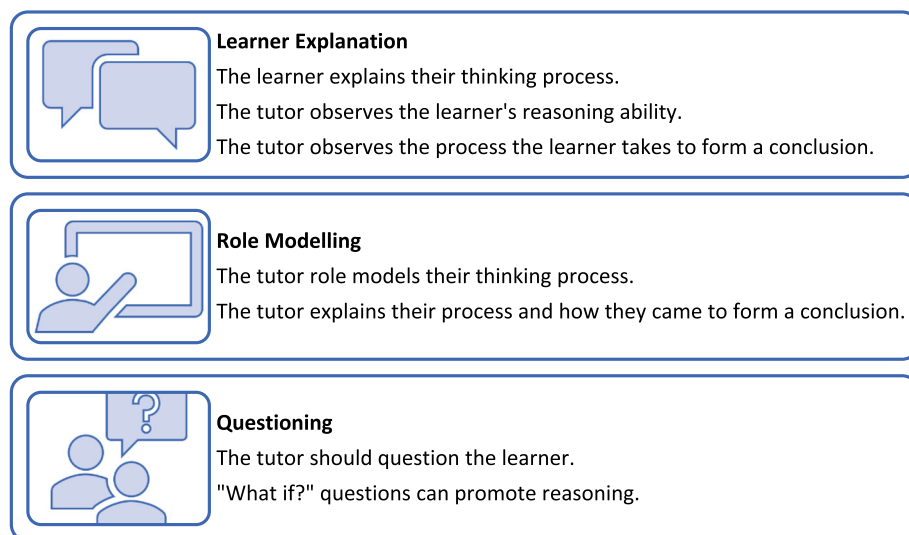 Learner Explanation
The learner explains their thinking process.
The tutor observes the learner's reasoning ability.
The tutor observes the process the learner takes to form a conclusion.
Role Modelling
The tutor role models their thinking process.
The tutor explains their process and how they came to form a conclusion.
?
Questioning
The tutor should question the learner.
"What if?" questions can promote reasoning.